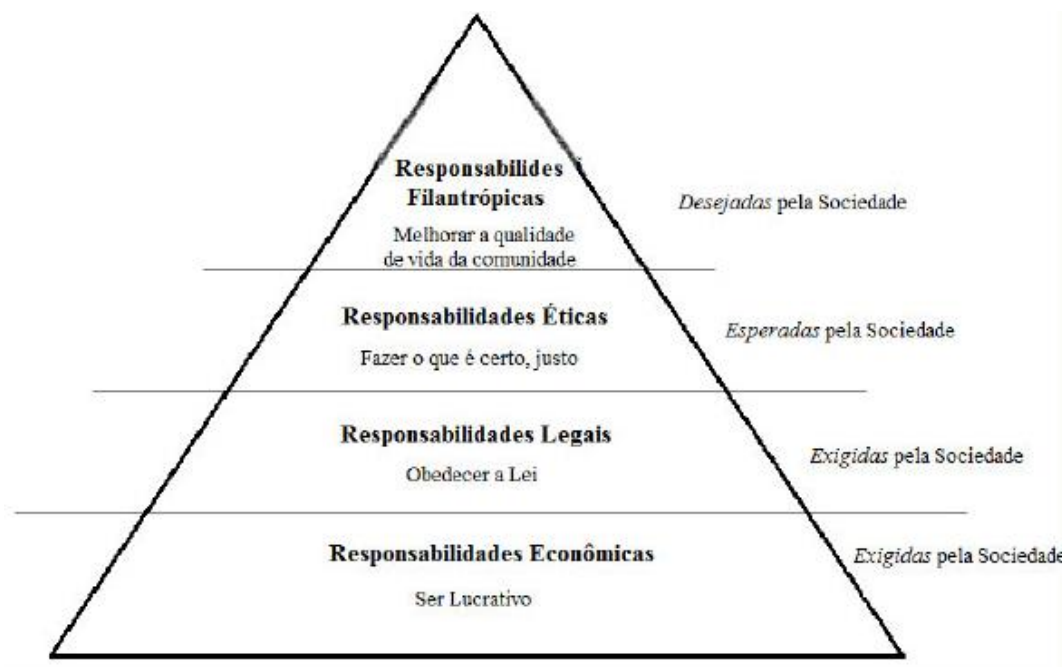 Responsabilides
Filantrópicas
Desejadas pela Sociedade
Melhorar a qualidade
de vida da comunidade
Responsabilidades Éticas
Esperadas pela Sociedade
Fazer o que é certo, justo
Responsabilidades Legais
Exigidas pela Sociedade
Obedecer a Lei
Responsabilidades Econômicas
Exigidas pela Sociedade
Ser Lucrativo